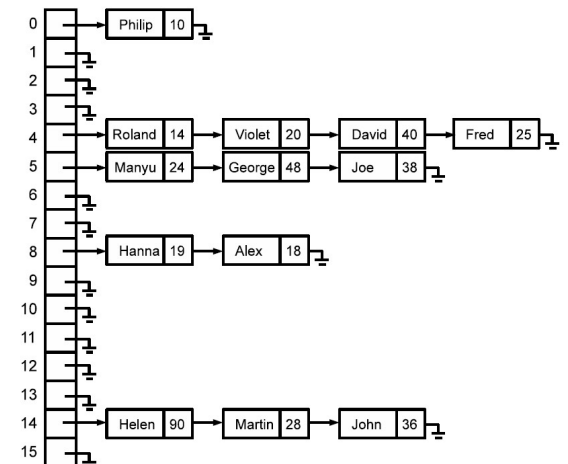 0 Philip 10
1
2
3
4 Roland 14 Violet 20 David 40 Fred 25
5 Manyu 24 George 48 Joe 38
6
7
8 Hanna 19 Alex 18
9
10
11
12
13
14 Helen 90 Martin 28 John 36
15